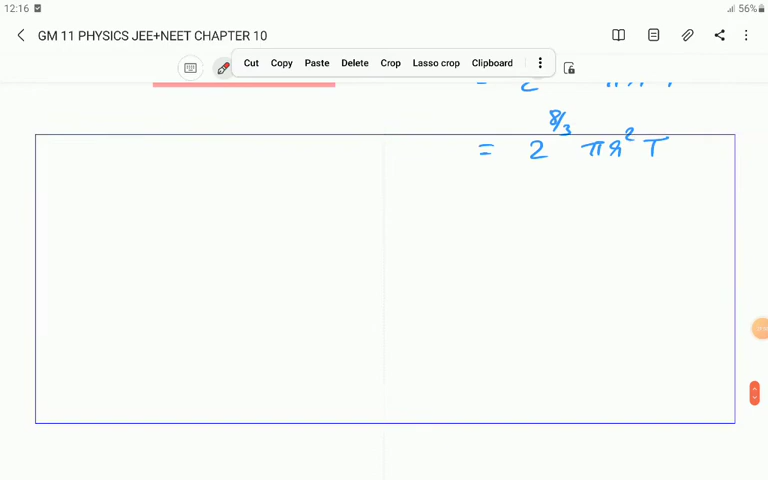 12:16 56%
GM 11 PHYSICS JEE+NEET CHAPTER 10
Cut Copy Paste Delete Crop Lasso crop Clipboard
= 2^8/3 πr² T